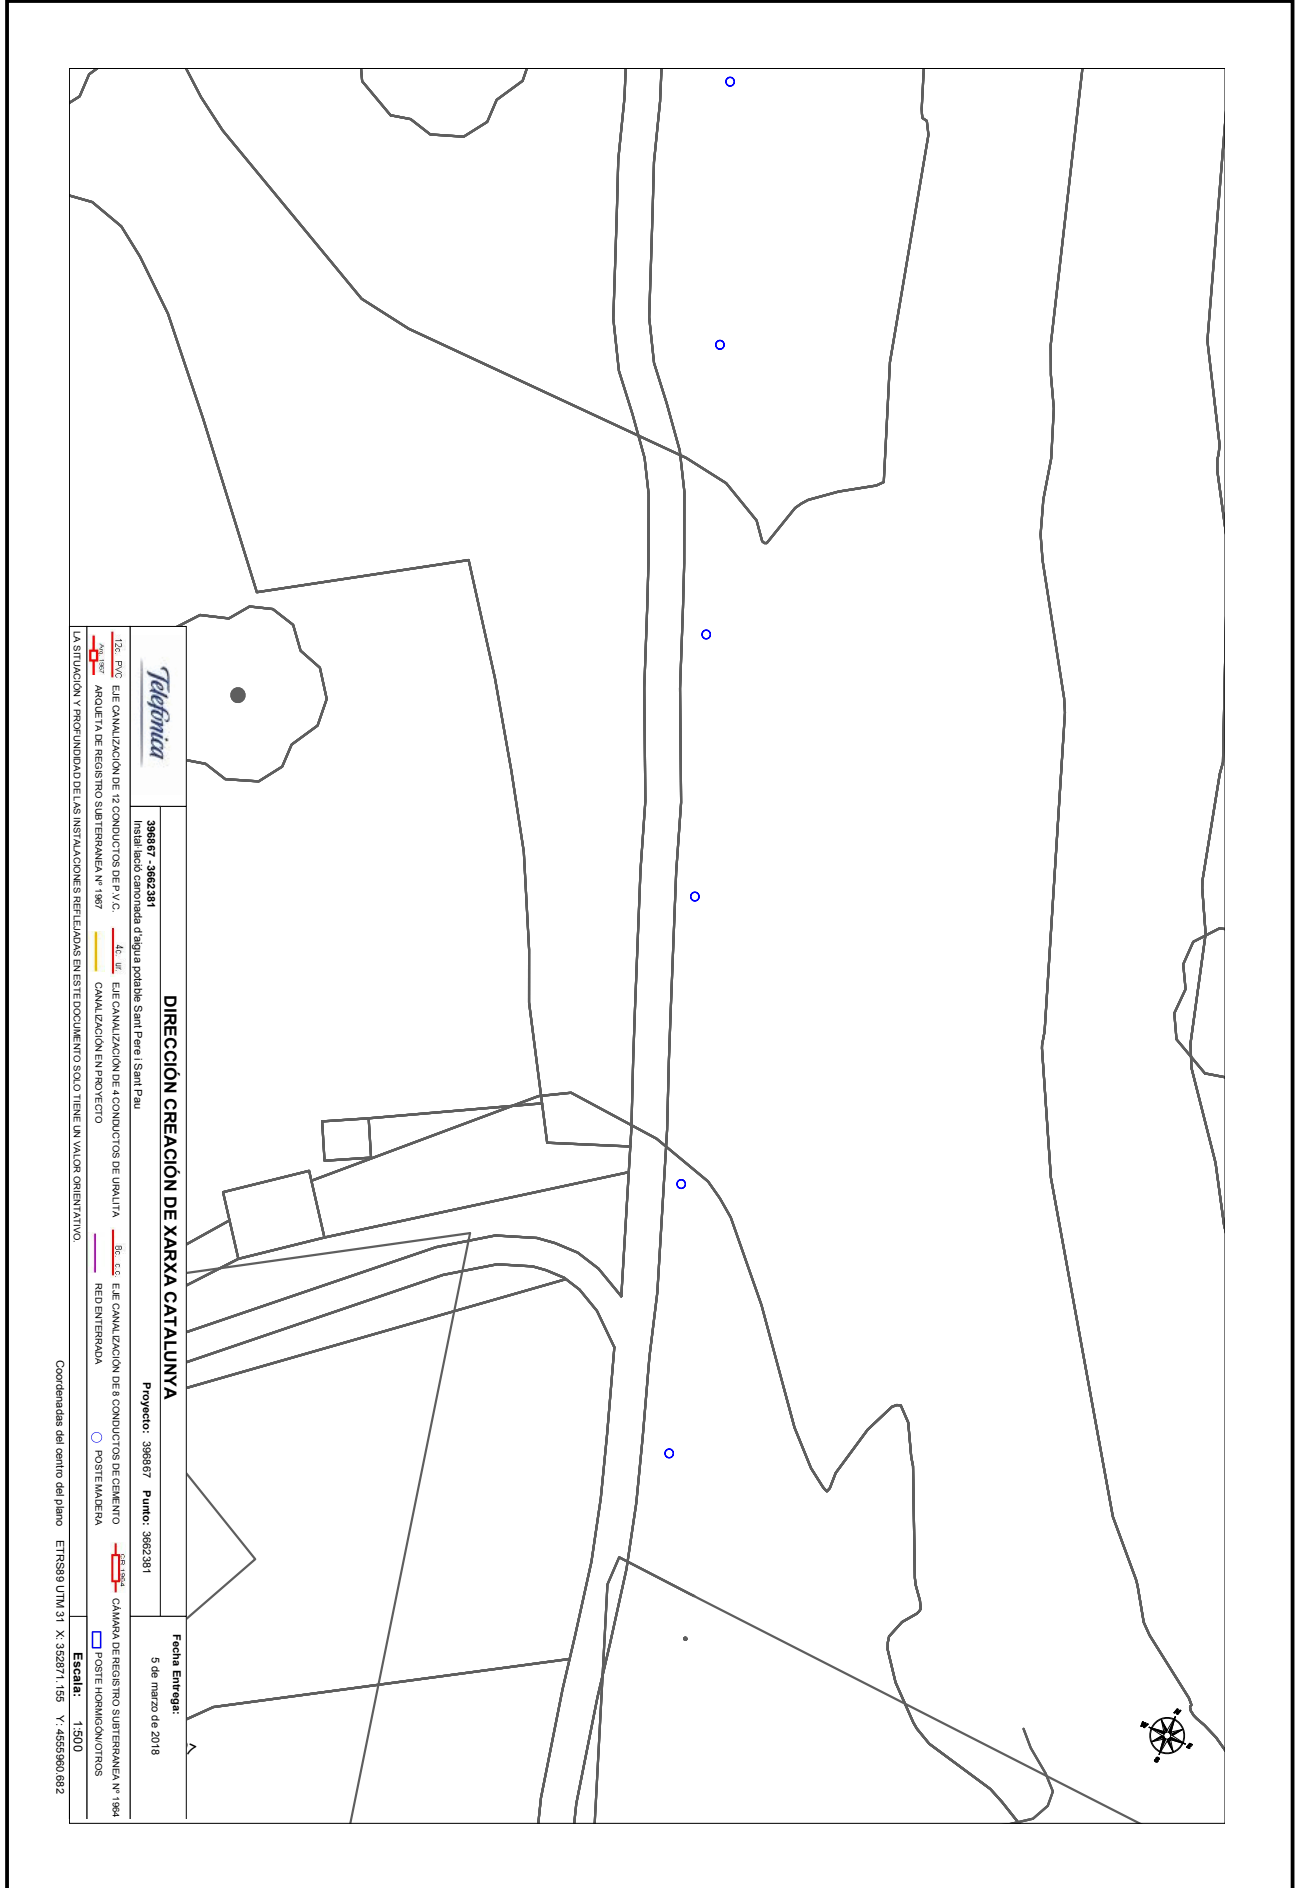 Telefónica
DIRECCIÓN CREACIÓN DE XARXA CATALUNYA
396867 - 3662381
Instal·lació canonada d'aigua potable Sant Pere i Sant Pau
Proyecto: 396867 Punto: 3662381
Fecha Entrega:
5 de marzo de 2018
12c. PVC EJE CANALIZACIÓN DE 12 CONDUCTOS DE P.V.C.
4c. ur. EJE CANALIZACIÓN DE 4 CONDUCTOS DE URALITA
8c. c.c. EJE CANALIZACIÓN DE 8 CONDUCTOS DE CEMENTO
C.R. 1964 CÁMARA DE REGISTRO SUBTERRANEA Nº 1964
Arq. 1967 ARQUETA DE REGISTRO SUBTERRANEA Nº 1967
CANALIZACIÓN EN PROYECTO
RED ENTERRADA
POSTE MADERA
POSTE HORMIGÓN/OTROS
LA SITUACIÓN Y PROFUNDIDAD DE LAS INSTALACIONES REFLEJADAS EN ESTE DOCUMENTO SOLO TIENE UN VALOR ORIENTATIVO.
Escala: 1:500
Coordenadas del centro del plano ETRS89 UTM 31 X: 352871.155 Y: 4555960.682